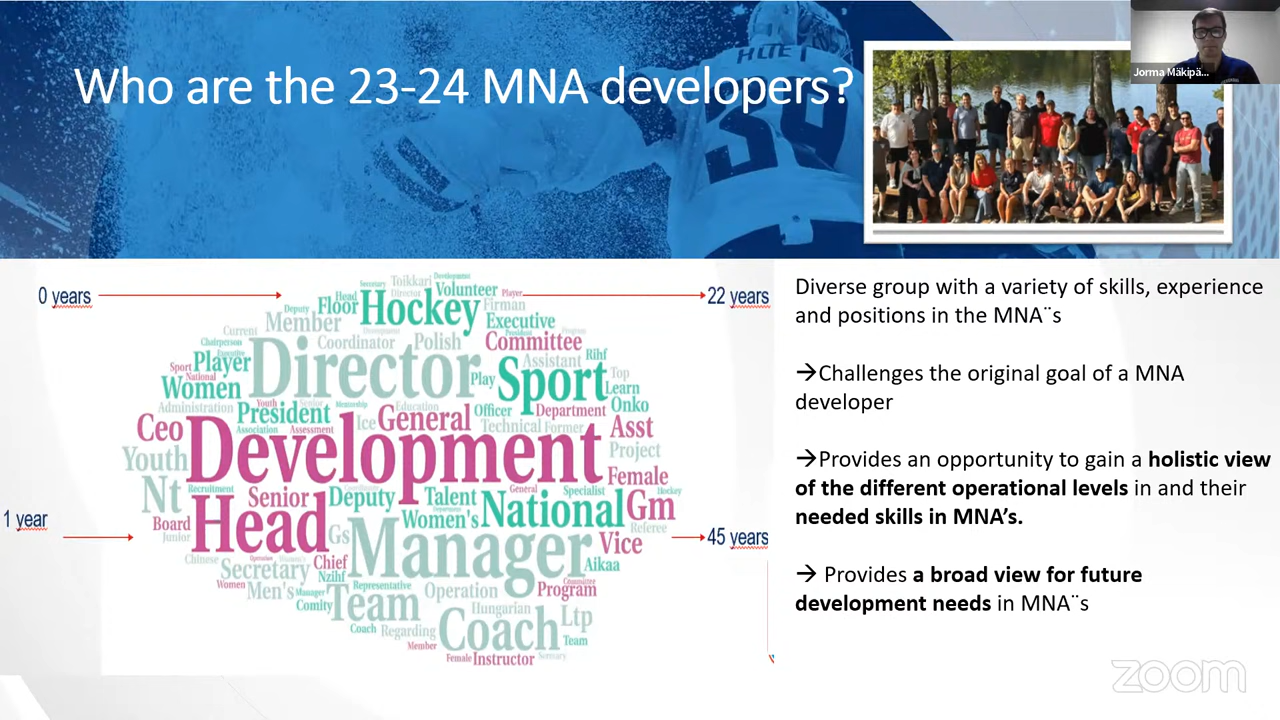 Who are the 23-24 MNA developers?
Jorma Mäkipä...
0 years
22 years
1 year
45 years
Development
Head
Director
Manager
Hockey
Sport
National
Coach
Team
General
Gm
Nt
Ceo
President
Women
Player
Member
Floor
Volunteer
Executive
Committee
Coordinator
Polish
Assistant
Firman
Toikkari
Play
Rihf
Top
Learn
Onko
Officer
Department
Technical
Former
Asst
Project
Female
Youth
Senior
Deputy
Talent
Women's
Specialist
Referee
Vice
Aikaa
Program
Operation
Representative
Hungarian
Ltp
Team
Instructor
Female
Member
Regarding
Coach
Comity
Manager
Men's
Women
Secretary
Nzihf
Chief
Gs
Chinese
Junior
Board
Recruitment
Administration
Association
Assessment
Ice
Education
Youth
National
Sport
Chairperson
Current
Deputy
Head
Director
Player
General
Hockey
Diverse group with a variety of skills, experience
and positions in the MNA¨s
→Challenges the original goal of a MNA
developer
→Provides an opportunity to gain a holistic view
of the different operational levels in and their
needed skills in MNA’s.
→ Provides a broad view for future
development needs in MNA¨s
zoom